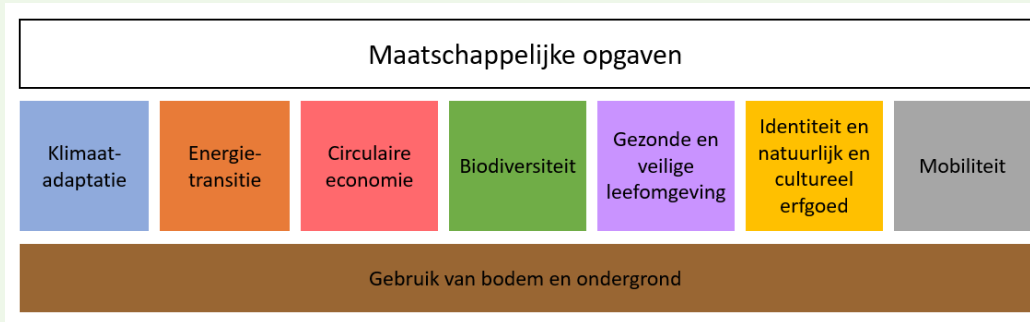 Maatschappelijke opgaven
Klimaat-
adaptatie
Energie-
transitie
Circulaire
economie
Biodiversiteit
Gezonde en
veilige
leefomgeving
Identiteit en
natuurlijk en
cultureel
erfgoed
Mobiliteit
Gebruik van bodem en ondergrond